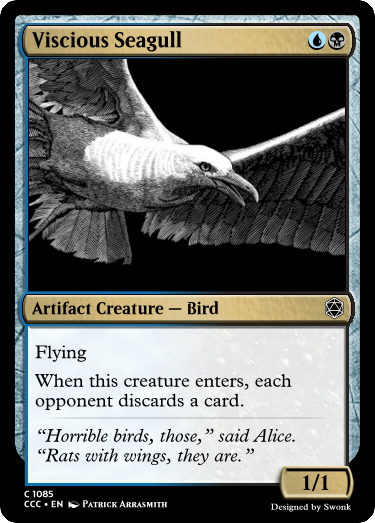 Viscious Seagull
Artifact Creature — Bird
Flying
When this creature enters, each
opponent discards a card.
“Horrible birds, those,” said Alice.
“Rats with wings, they are.”
1/1
C 1085
CCC • EN Patrick Arrasmith
Designed by Swonk